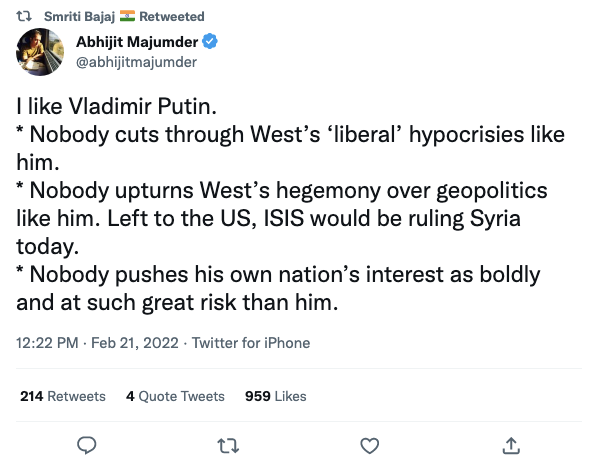 Smriti Bajaj 🇮🇳 Retweeted
Abhijit Majumder
@abhijitmajumder
I like Vladimir Putin.
* Nobody cuts through West’s ‘liberal’ hypocrisies like
him.
* Nobody upturns West’s hegemony over geopolitics
like him. Left to the US, ISIS would be ruling Syria
today.
* Nobody pushes his own nation’s interest as boldly
and at such great risk than him.
12:22 PM · Feb 21, 2022 · Twitter for iPhone
214 Retweets 4 Quote Tweets 959 Likes